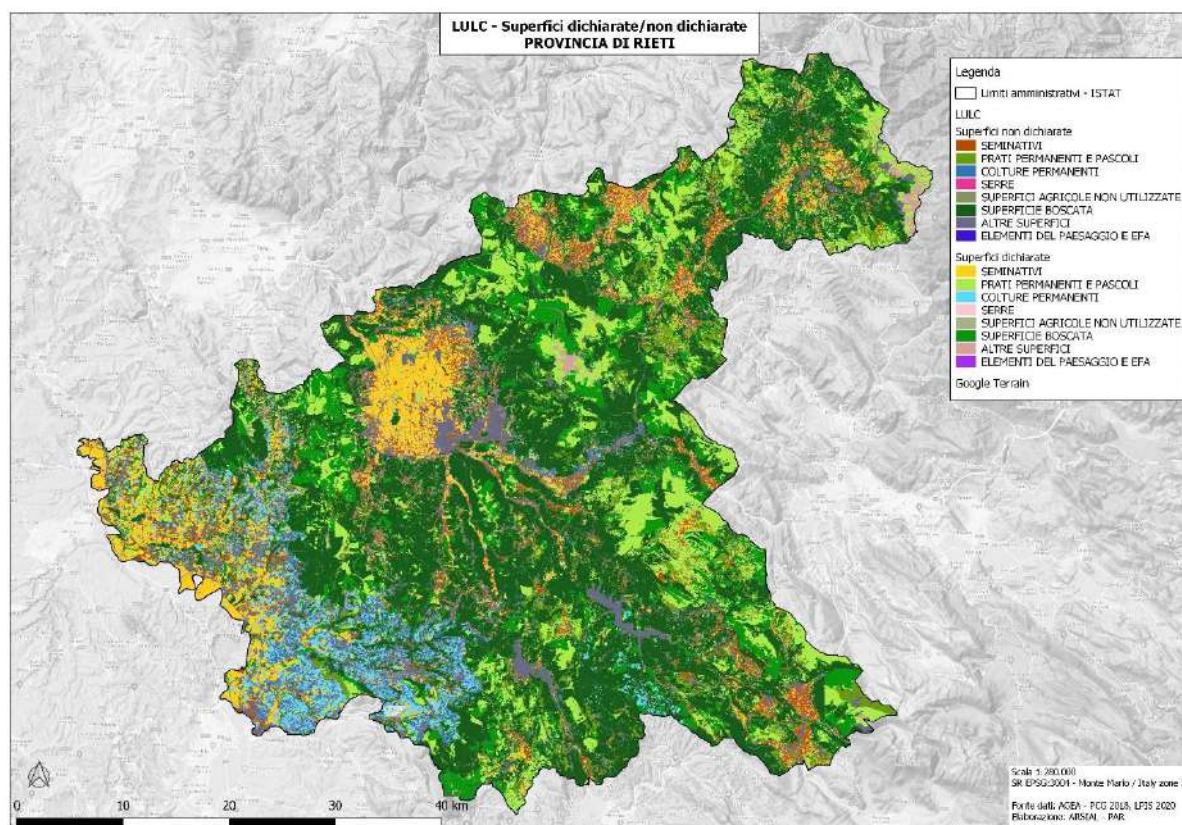 LULC - Superfici dichiarate/non dichiarate
PROVINCIA DI RIETI
Legenda
Limiti amministrativi - ISTAT
LULC
Superfici non dichiarate
SEMINATIVI
PRATI PERMANENTI E PASCOLI
COLTURE PERMANENTI
SERRE
SUPERFICI AGRICOLE NON UTILIZZATE
SUPERFICIE BOSCATA
ALTRE SUPERFICI
ELEMENTI DEL PAESAGGIO E EFA
Superfici dichiarate
SEMINATIVI
PRATI PERMANENTI E PASCOLI
COLTURE PERMANENTI
SERRE
SUPERFICI AGRICOLE NON UTILIZZATE
SUPERFICIE BOSCATA
ALTRE SUPERFICI
ELEMENTI DEL PAESAGGIO E EFA
Google Terrain
0 10 20 30 40 km
Scala 1:280.000
SR EPSG:3004 - Monte Mario / Italy zone
Fonte dati: AGEA - PCG 2018, LPIS 2020
Elaborazione: ARSIAL - PAR